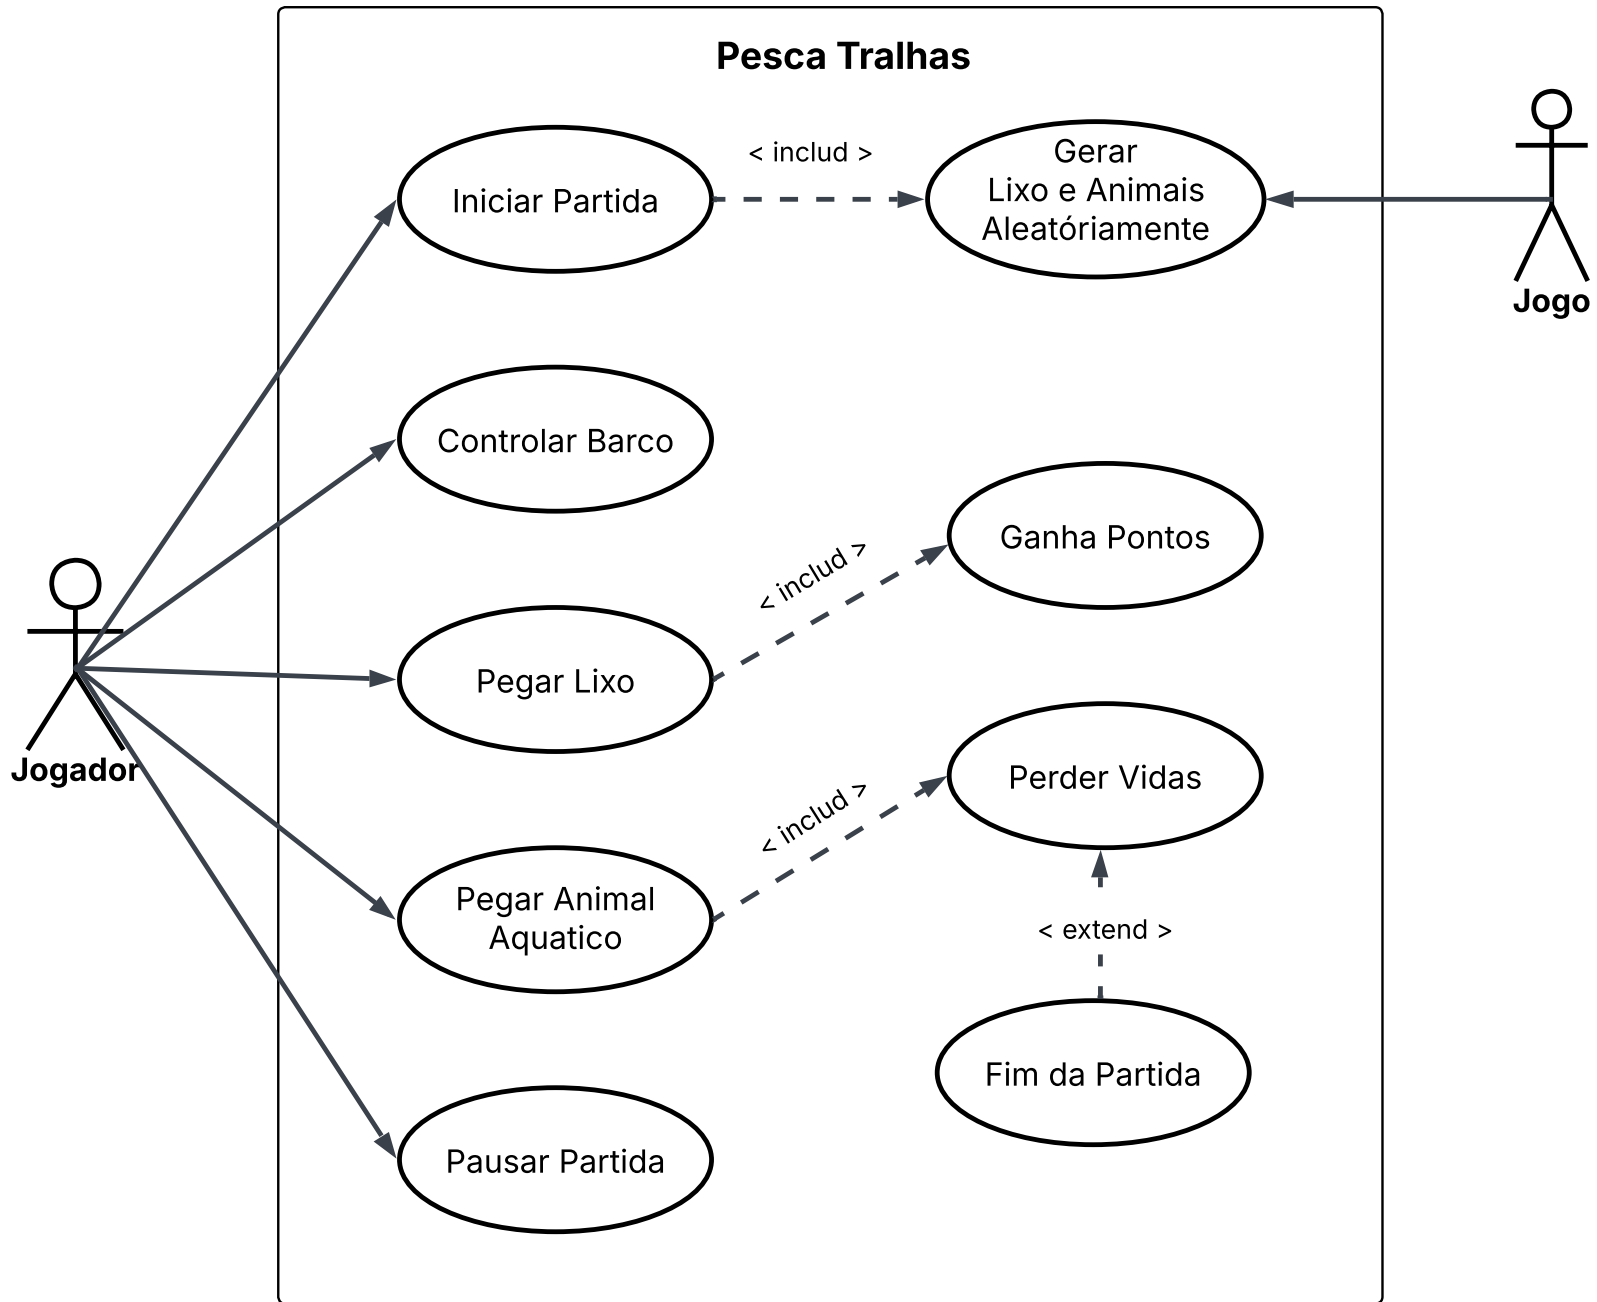 Pesca Tralhas
Iniciar Partida
< includ >
Gerar
Lixo e Animais
Aleatóriamente
Jogo
Controlar Barco
Ganha Pontos
< includ >
Pegar Lixo
Jogador
Perder Vidas
< includ >
Pegar Animal
Aquatico
< extend >
Fim da Partida
Pausar Partida